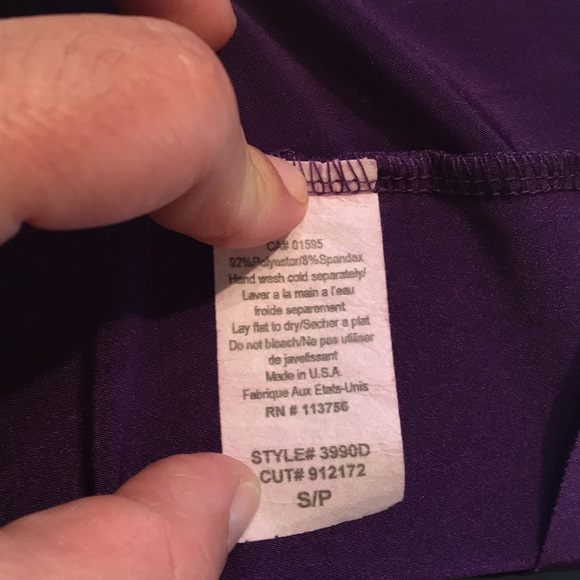 CA# 01595
92%Polyester/8%Spandex
Hand wash cold separately/
Laver a la main a l'eau
froide separement
Lay flat to dry/Secher a plat
Do not bleach/Ne pas utiliser
de javelissant
Made in U.S.A
Fabrique Aux Etats-Unis
RN # 113756
STYLE# 3990D
CUT# 912172
S/P